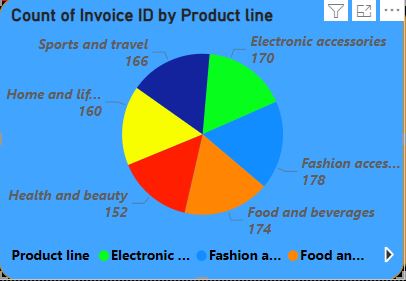 Count of Invoice ID by Product line
Sports and travel
166
Electronic accessories
170
Home and lif...
160
Fashion acces...
178
Health and beauty
152
Food and beverages
174
Product line Electronic ... Fashion a... Food an...